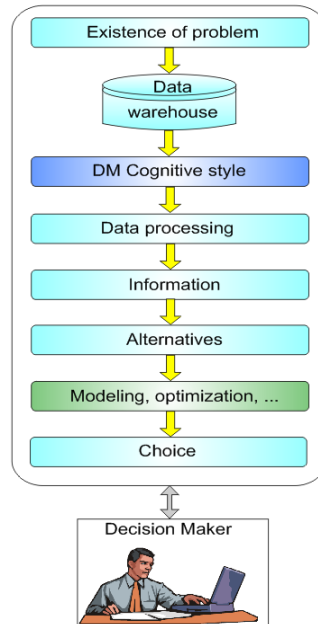 Existence of problem
Data
warehouse
DM Cognitive style
Data processing
Information
Alternatives
Modeling, optimization, ...
Choice
Decision Maker